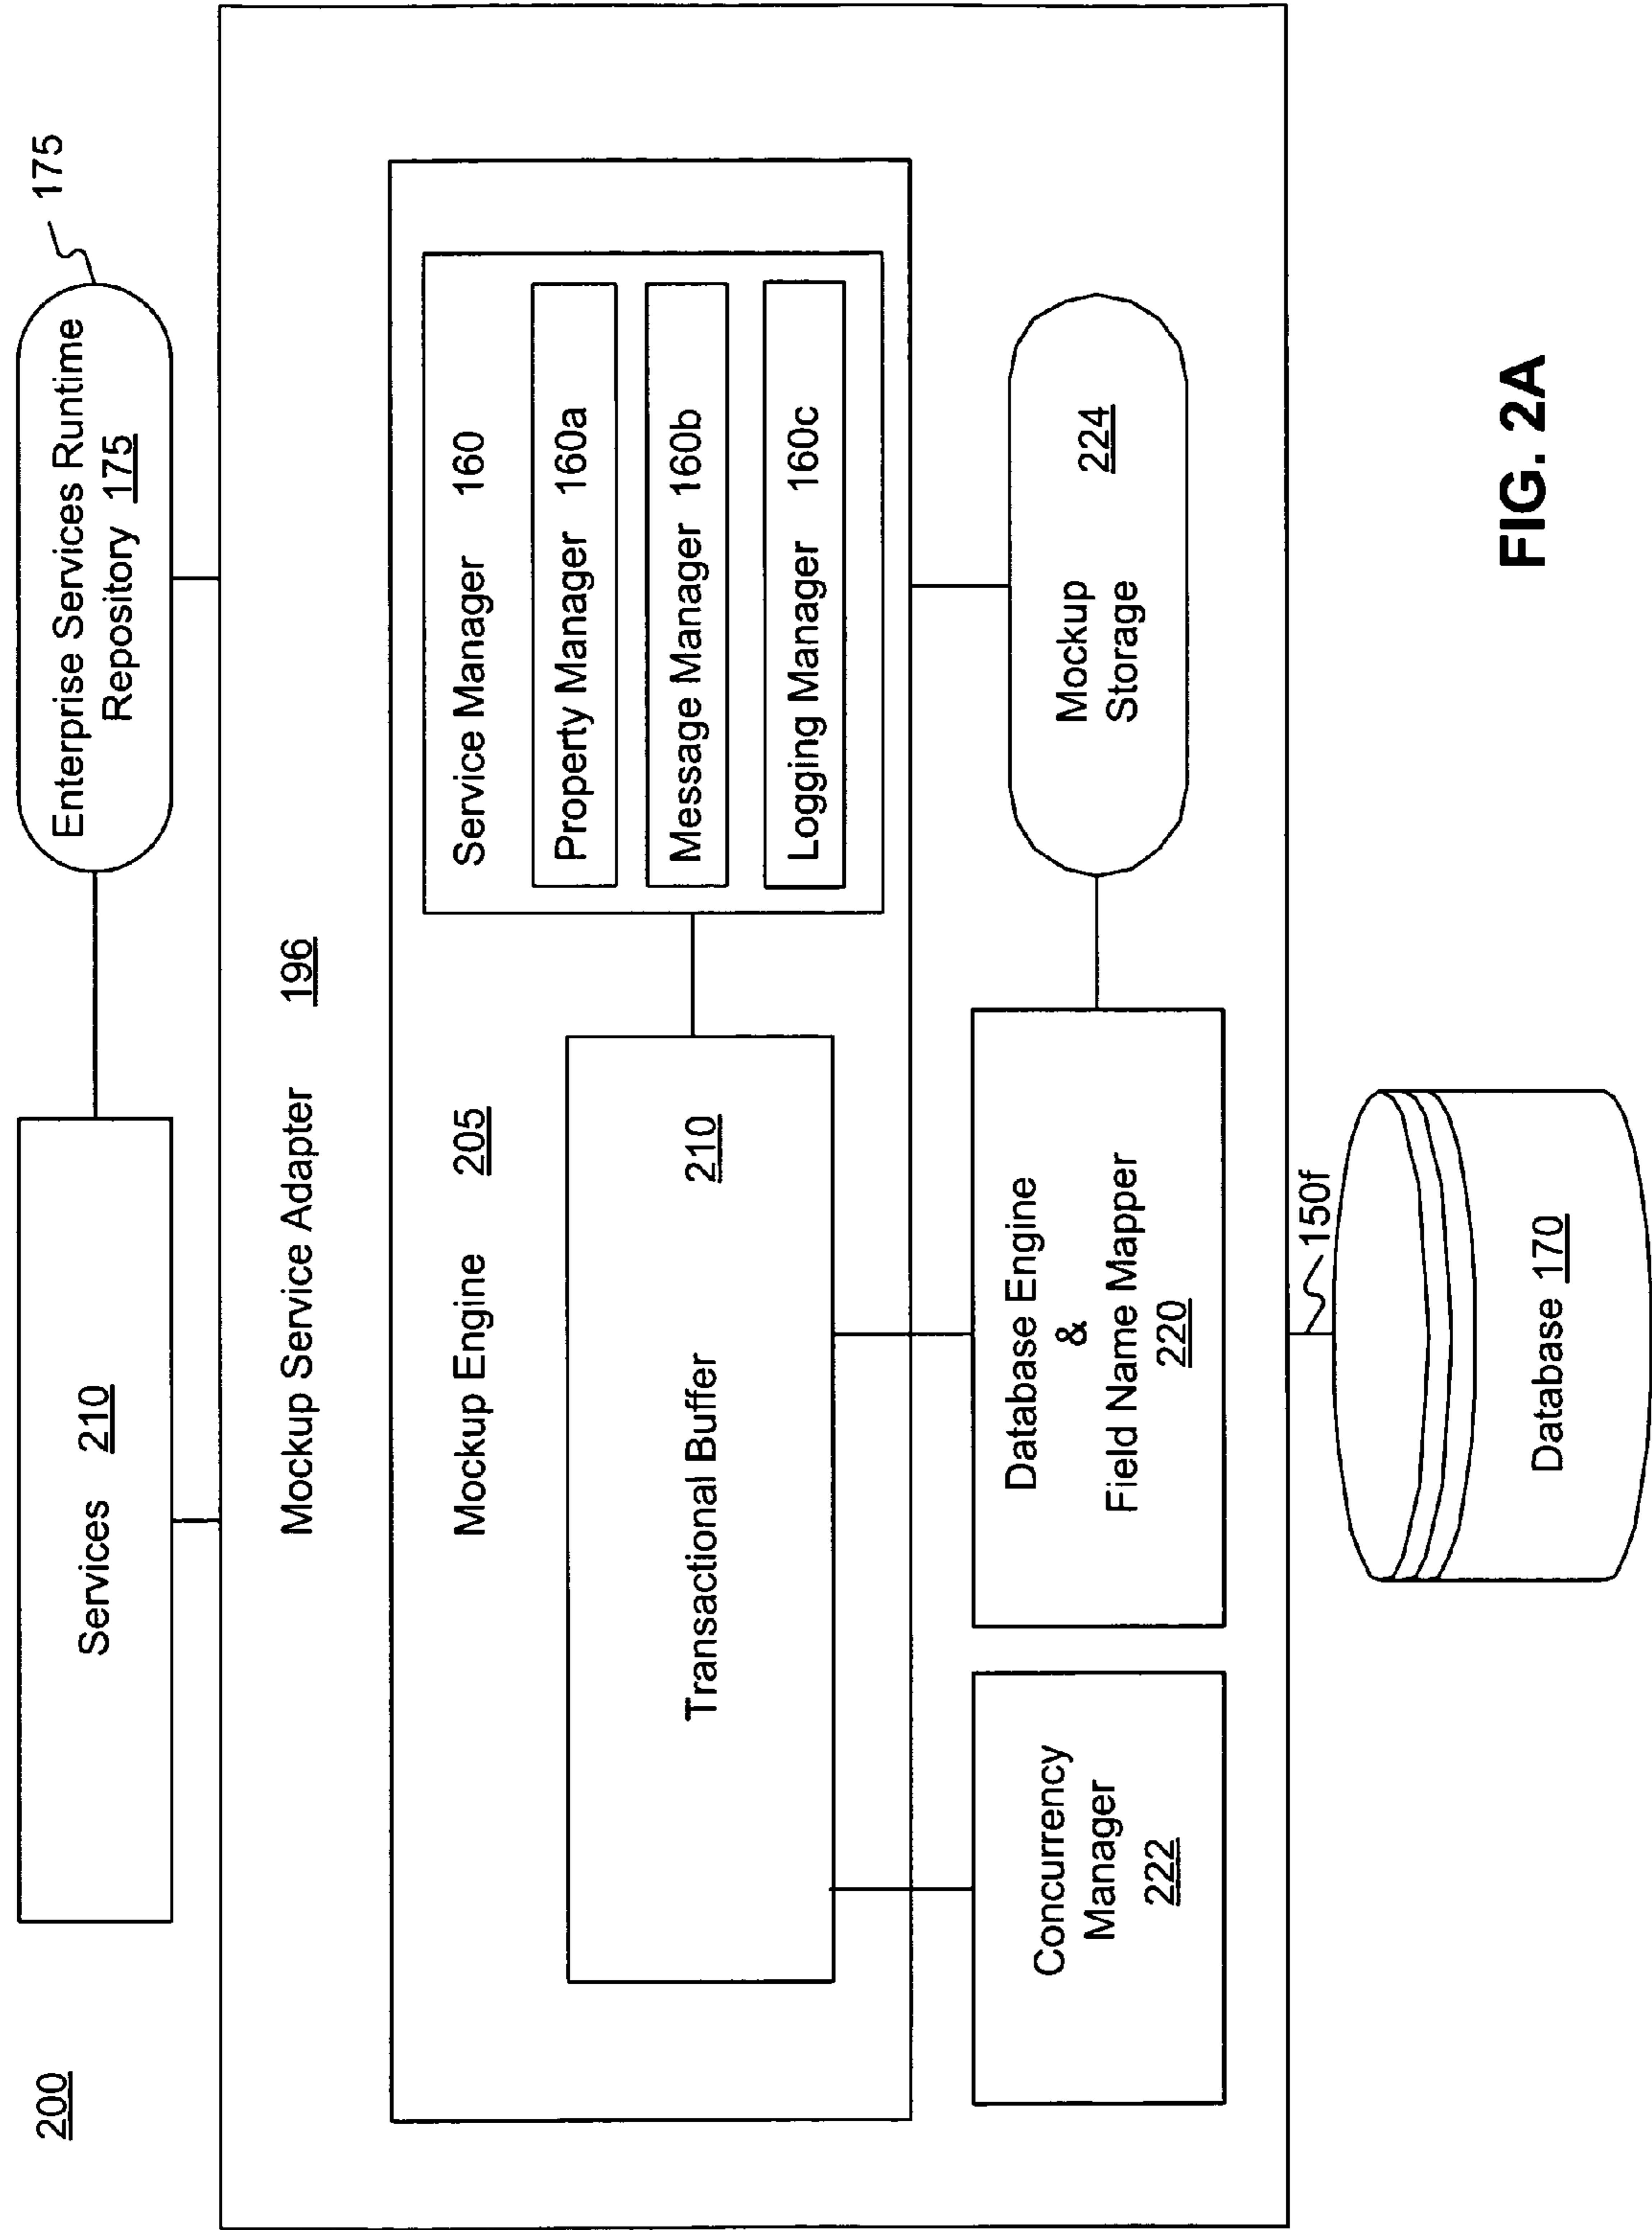 200
Services 210
Enterprise Services Runtime
Repository 175
175
Mockup Service Adapter 196
Mockup Engine 205
Transactional Buffer 210
Service Manager 160
Property Manager 160a
Message Manager 160b
Logging Manager 160c
Concurrency
Manager
222
Database Engine
&
Field Name Mapper
220
Mockup
Storage
224
150f
Database 170
FIG. 2A